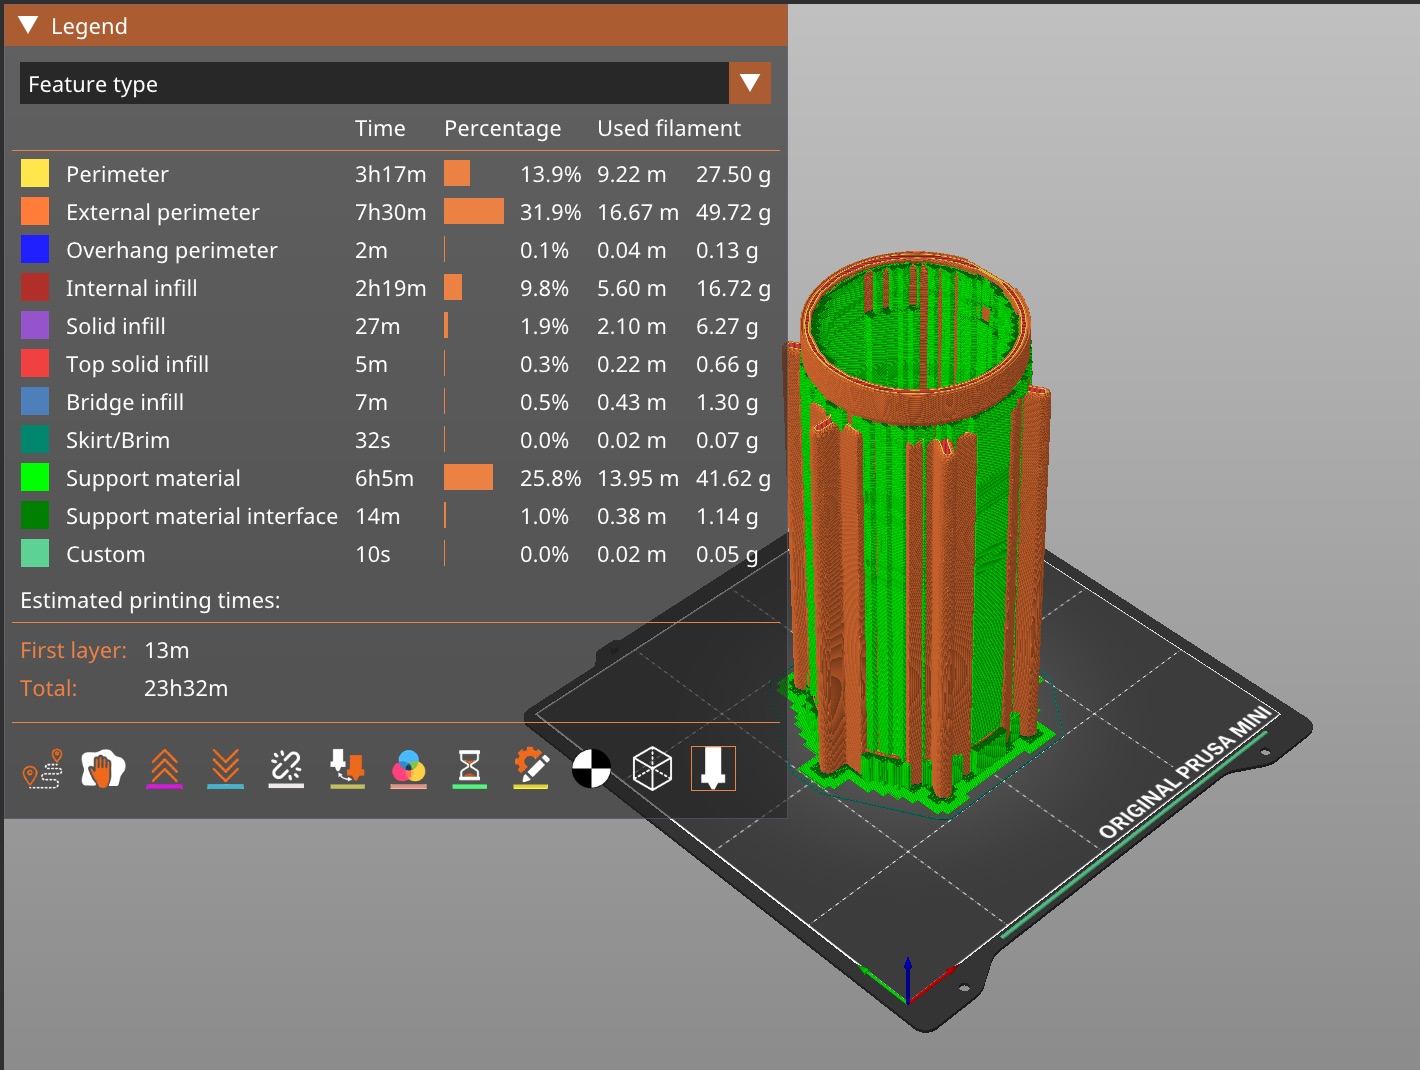 Legend
Feature type
Time Percentage Used filament
Perimeter 3h17m 13.9% 9.22 m 27.50 g
External perimeter 7h30m 31.9% 16.67 m 49.72 g
Overhang perimeter 2m 0.1% 0.04 m 0.13 g
Internal infill 2h19m 9.8% 5.60 m 16.72 g
Solid infill 27m 1.9% 2.10 m 6.27 g
Top solid infill 5m 0.3% 0.22 m 0.66 g
Bridge infill 7m 0.5% 0.43 m 1.30 g
Skirt/Brim 32s 0.0% 0.02 m 0.07 g
Support material 6h5m 25.8% 13.95 m 41.62 g
Support material interface 14m 1.0% 0.38 m 1.14 g
Custom 10s 0.0% 0.02 m 0.05 g
Estimated printing times:
First layer: 13m
Total: 23h32m
ORIGINAL PRUSA MINI